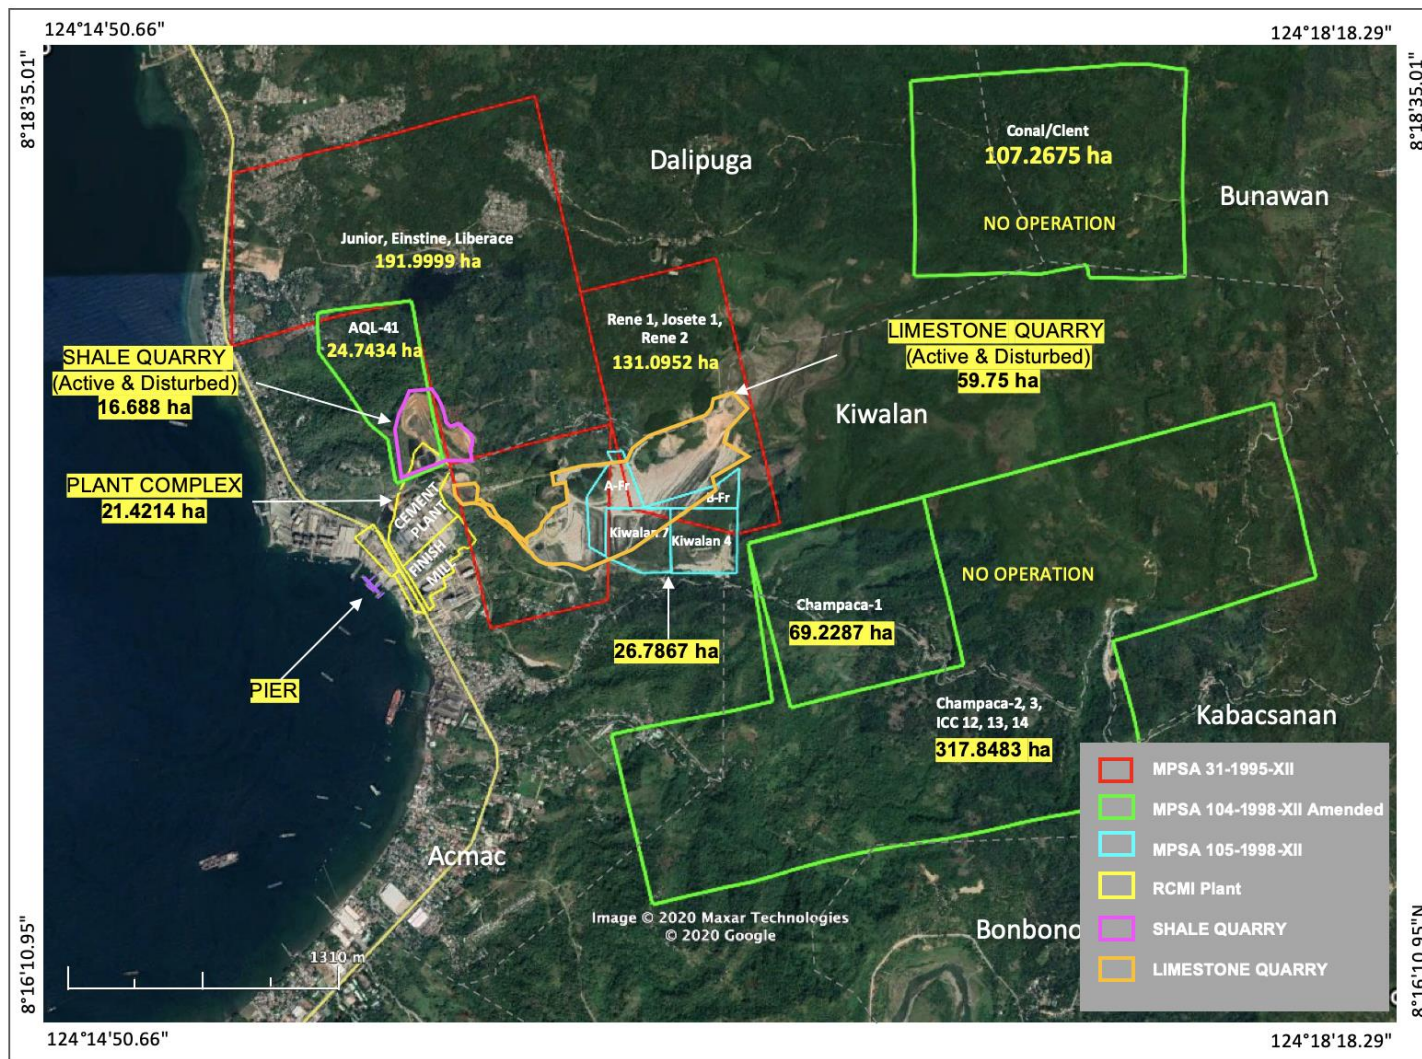 124°14'50.66"
124°18'18.29"
8°18'35.01"
8°18'35.01"
Conal/Clent
107.2675 ha
NO OPERATION
Dalipuga
Bunawan
Junior, Einstine, Liberace
191.9999 ha
Rene 1, Josete 1,
Rene 2
131.0952 ha
AQL-41
24.7434 ha
SHALE QUARRY
(Active & Disturbed)
16.688 ha
LIMESTONE QUARRY
(Active & Disturbed)
59.75 ha
Kiwalan
PLANT COMPLEX
21.4214 ha
CEMENT
PLANT
FINISH
MILL
A-Fr
B-Fr
Kiwalan 7
Kiwalan 4
26.7867 ha
NO OPERATION
Champaca-1
69.2287 ha
PIER
Champaca-2, 3,
ICC 12, 13, 14
317.8483 ha
Kabacsanan
Acmac
Bonbono
MPSA 31-1995-XII
MPSA 104-1998-XII Amended
MPSA 105-1998-XII
RCMI Plant
SHALE QUARRY
LIMESTONE QUARRY
Image © 2020 Maxar Technologies
© 2020 Google
1310 m
8°16'10.95"
8°16'10.95"N
124°14'50.66"
124°18'18.29"